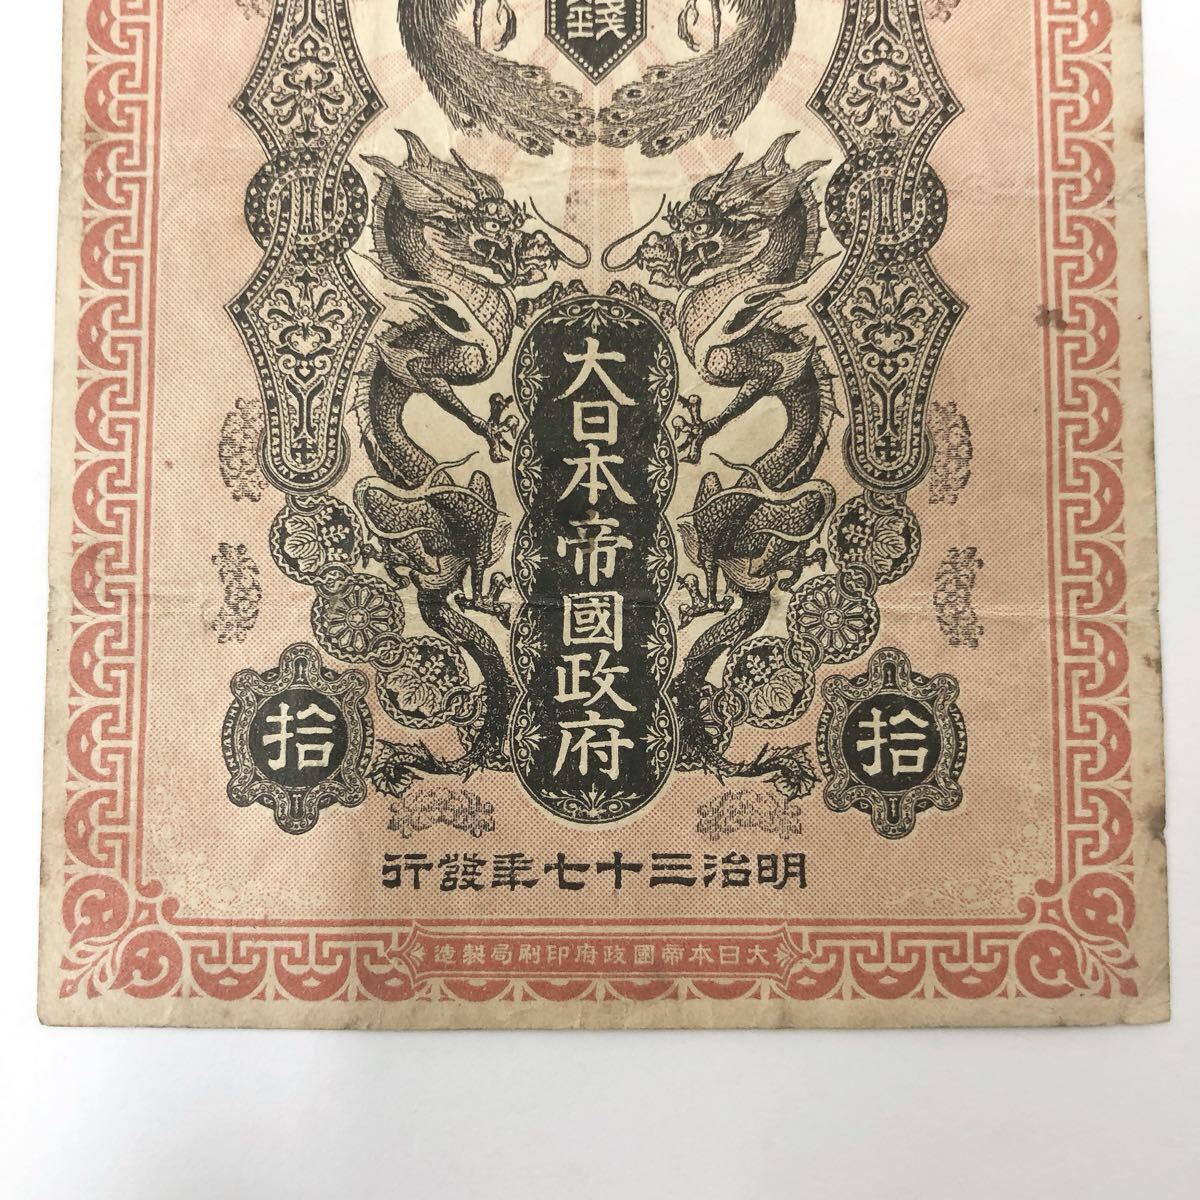 錢
大日本帝國政府
拾
拾
明治三十七年發行
大日本帝國政府印刷局製造